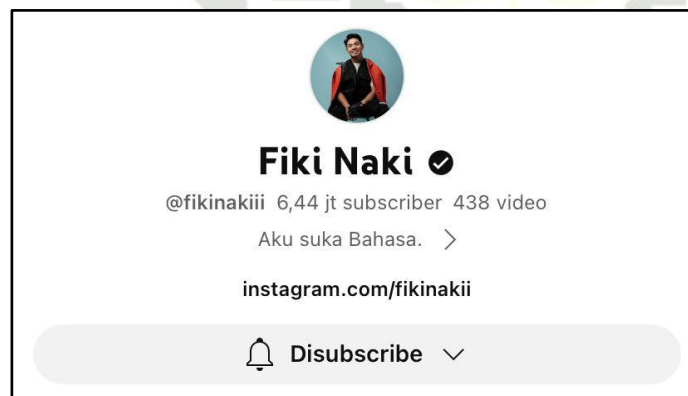 Fiki Naki
@fikinakiii 6,44 jt subscriber 438 video
Aku suka Bahasa.
instagram.com/fikinakii
Disubscribe